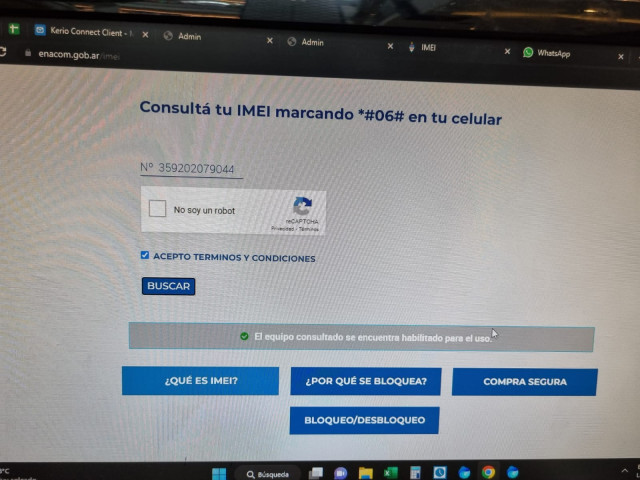 Kerio Connect Client -
Admin
Admin
IMEI
WhatsApp
enacom.gob.ar/imei
Consultá tu IMEI marcando *#06# en tu celular
Nº 359202079044
No soy un robot
reCAPTCHA
Privacidad - Términos
ACEPTO TERMINOS Y CONDICIONES
BUSCAR
El equipo consultado se encuentra habilitado para el uso.
¿QUÉ ES IMEI?
¿POR QUÉ SE BLOQUEA?
COMPRA SEGURA
BLOQUEO/DESBLOQUEO
Búsqueda